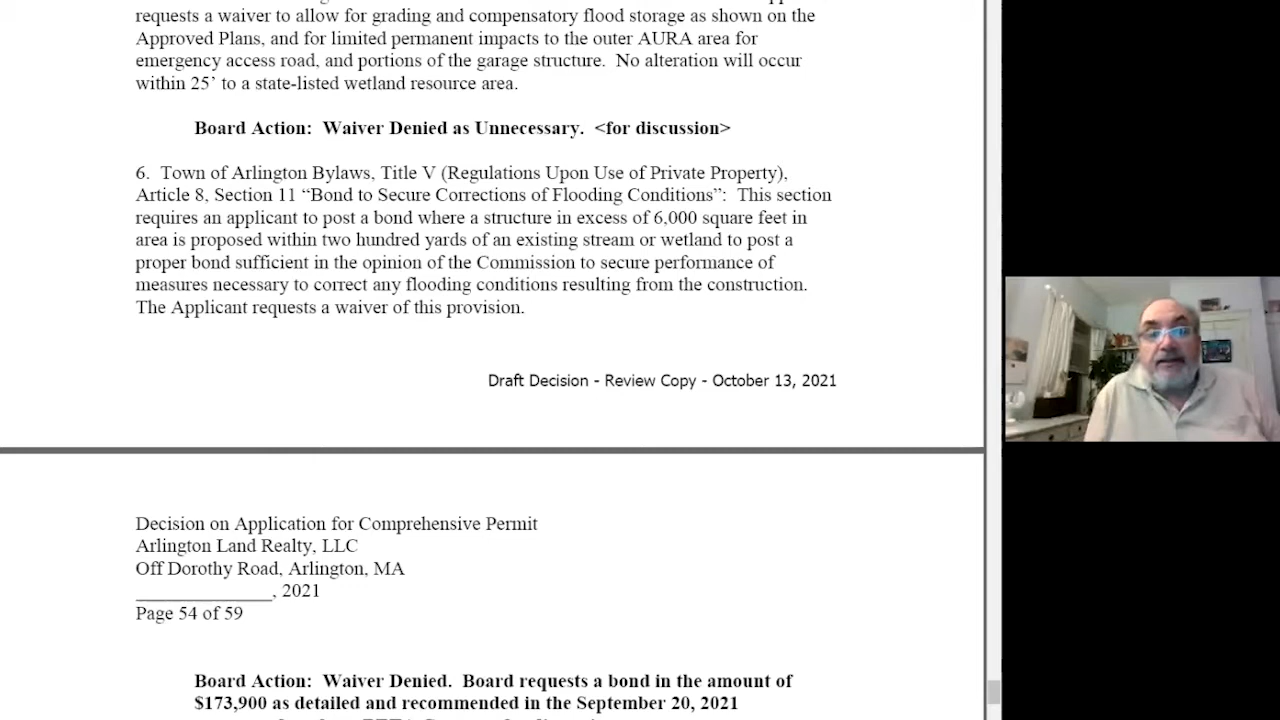 requests a waiver to allow for grading and compensatory flood storage as shown on the
Approved Plans, and for limited permanent impacts to the outer AURA area for
emergency access road, and portions of the garage structure.  No alteration will occur
within 25’ to a state-listed wetland resource area.
Board Action:  Waiver Denied as Unnecessary.  <for discussion>
6.  Town of Arlington Bylaws, Title V (Regulations Upon Use of Private Property),
Article 8, Section 11 “Bond to Secure Corrections of Flooding Conditions”:  This section
requires an applicant to post a bond where a structure in excess of 6,000 square feet in
area is proposed within two hundred yards of an existing stream or wetland to post a
proper bond sufficient in the opinion of the Commission to secure performance of
measures necessary to correct any flooding conditions resulting from the construction.
The Applicant requests a waiver of this provision.
Draft Decision - Review Copy - October 13, 2021
Decision on Application for Comprehensive Permit
Arlington Land Realty, LLC
Off Dorothy Road, Arlington, MA
______________, 2021
Page 54 of 59
Board Action:  Waiver Denied.  Board requests a bond in the amount of
$173,900 as detailed and recommended in the September 20, 2021